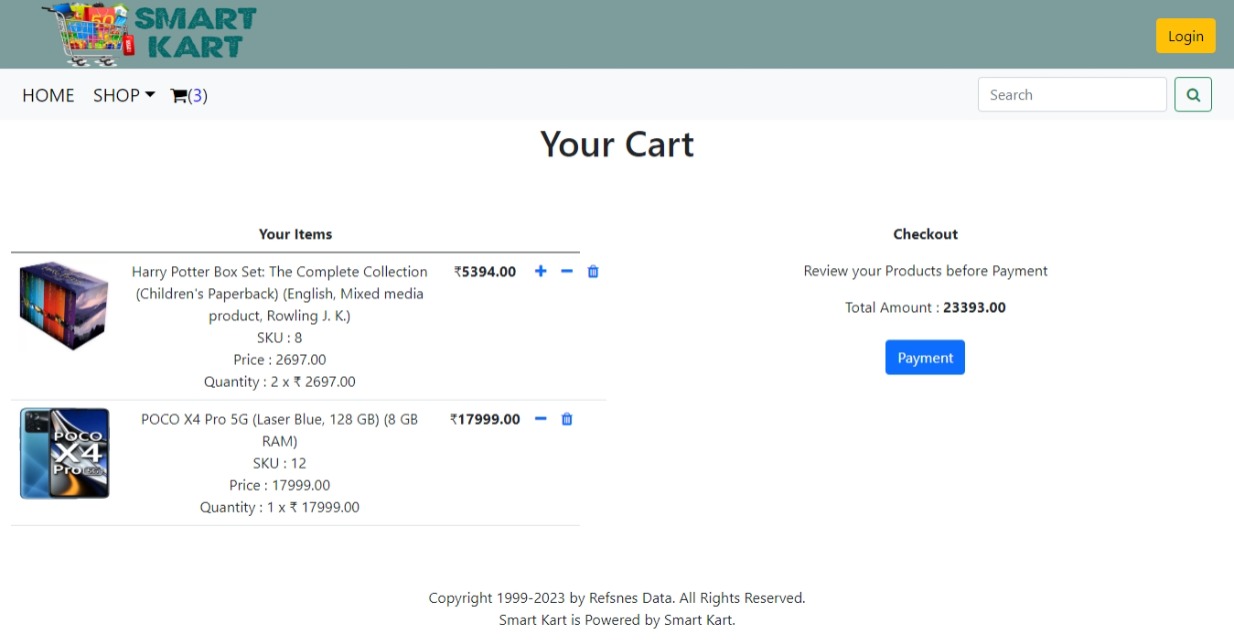 SMART
KART
Login
HOME SHOP (3)
Search
Your Cart
Your Items
Harry Potter Box Set: The Complete Collection
(Children's Paperback) (English, Mixed media
product, Rowling J. K.)
SKU : 8
Price : 2697.00
Quantity : 2 x ₹ 2697.00
₹5394.00
POCO
X4
Pro 5G
POCO X4 Pro 5G (Laser Blue, 128 GB) (8 GB
RAM)
SKU : 12
Price : 17999.00
Quantity : 1 x ₹ 17999.00
₹17999.00
Checkout
Review your Products before Payment
Total Amount : 23393.00
Payment
Copyright 1999-2023 by Refsnes Data. All Rights Reserved.
Smart Kart is Powered by Smart Kart.